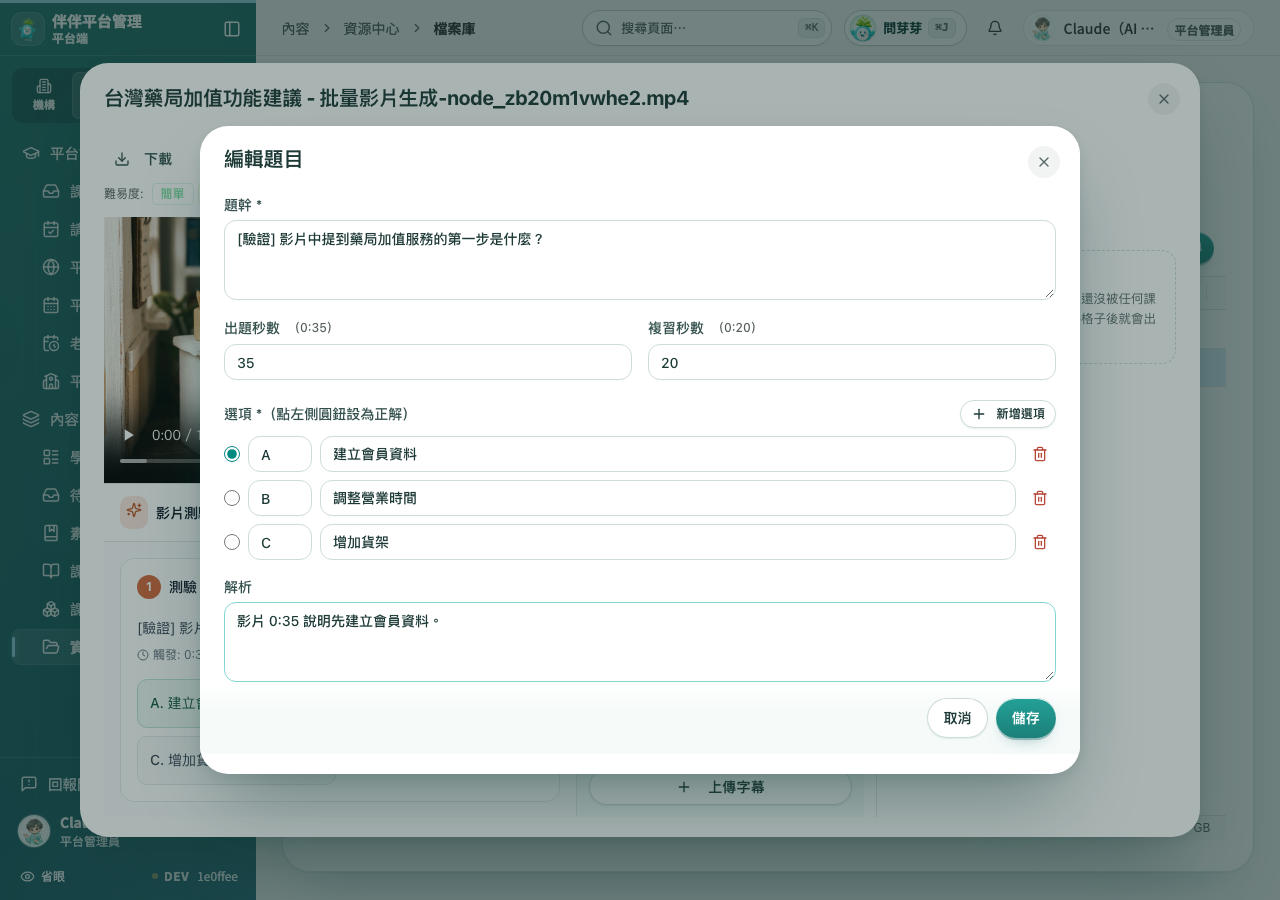 伴伴平台管理
平台端
內容
資源中心
檔案庫
搜尋頁面…
⌘K
問芽芽
⌘J
Claude（AI …
平台管理員
機構
台灣藥局加值功能建議 - 批量影片生成-node_zb20m1vwhe2.mp4
平台
下載
難易度:
簡單
編輯題目
題幹 *
[驗證] 影片中提到藥局加值服務的第一步是什麼？
出題秒數 (0:35)
複習秒數 (0:20)
35
20
選項 *（點左側圓鈕設為正解）
新增選項
A
建立會員資料
B
調整營業時間
C
增加貨架
解析
影片 0:35 說明先建立會員資料。
取消
儲存
還沒被任何課
格子後就會出
內容
0:00 / 1
影片測
1
測驗
[驗證] 影
觸發: 0:3
A. 建立
C. 增加
上傳字幕
GB
回報
Cla
平台管理員
省眼
DEV
1e0ffee